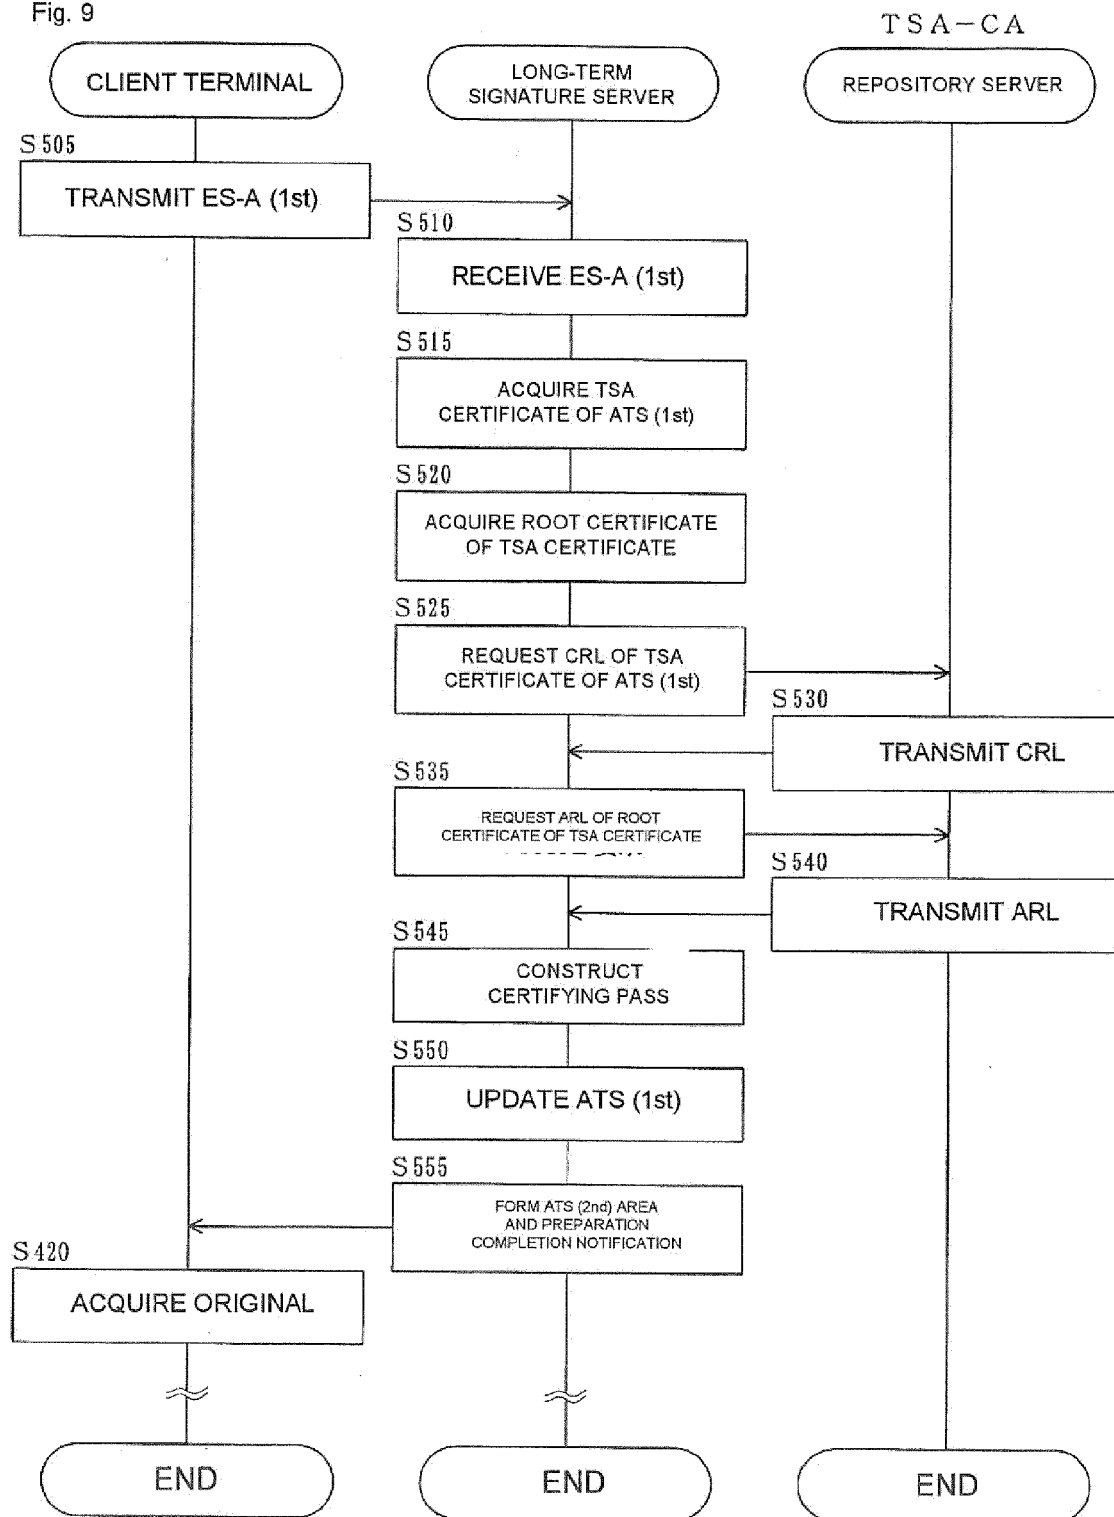 Fig. 9
TSA-CA
CLIENT TERMINAL
LONG-TERM
SIGNATURE SERVER
REPOSITORY SERVER
S505
TRANSMIT ES-A (1st)
S510
RECEIVE ES-A (1st)
S515
ACQUIRE TSA
CERTIFICATE OF ATS (1st)
S520
ACQUIRE ROOT CERTIFICATE
OF TSA CERTIFICATE
S525
REQUEST CRL OF TSA
CERTIFICATE OF ATS (1st)
S530
TRANSMIT CRL
S535
REQUEST ARL OF ROOT
CERTIFICATE OF TSA CERTIFICATE
S540
TRANSMIT ARL
S545
CONSTRUCT
CERTIFYING PASS
S550
UPDATE ATS (1st)
S555
FORM ATS (2nd) AREA
AND PREPARATION
COMPLETION NOTIFICATION
S420
ACQUIRE ORIGINAL
END
END
END